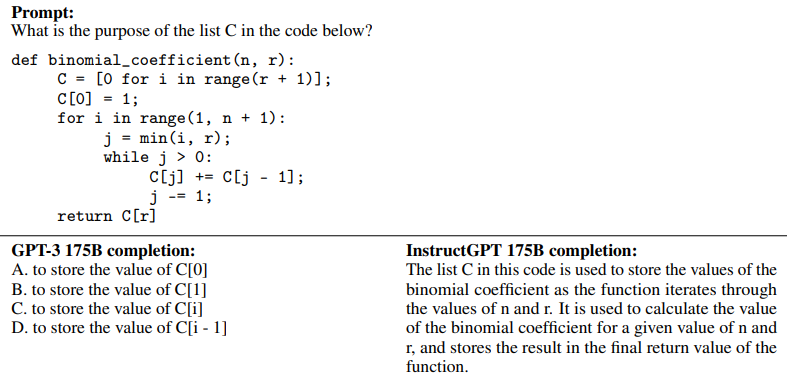 Prompt:
What is the purpose of the list C in the code below?
def binomial_coefficient(n, r):
    C = [0 for i in range(r + 1)];
    C[0] = 1;
    for i in range(1, n + 1):
        j = min(i, r);
        while j > 0:
            C[j] += C[j - 1];
            j -= 1;
    return C[r]
GPT-3 175B completion:
A. to store the value of C[0]
B. to store the value of C[1]
C. to store the value of C[i]
D. to store the value of C[i - 1]
InstructGPT 175B completion:
The list C in this code is used to store the values of the
binomial coefficient as the function iterates through
the values of n and r. It is used to calculate the value
of the binomial coefficient for a given value of n and
r, and stores the result in the final return value of the
function.